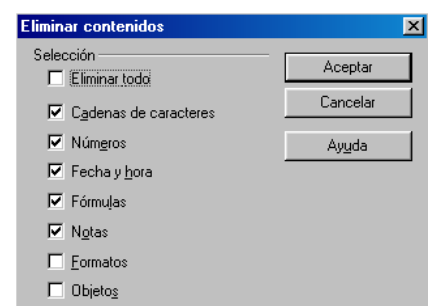 Eliminar contenidos
Selección
Eliminar todo
Cadenas de caracteres
Números
Fecha y hora
Fórmulas
Notas
Formatos
Objetos
Aceptar
Cancelar
Ayuda